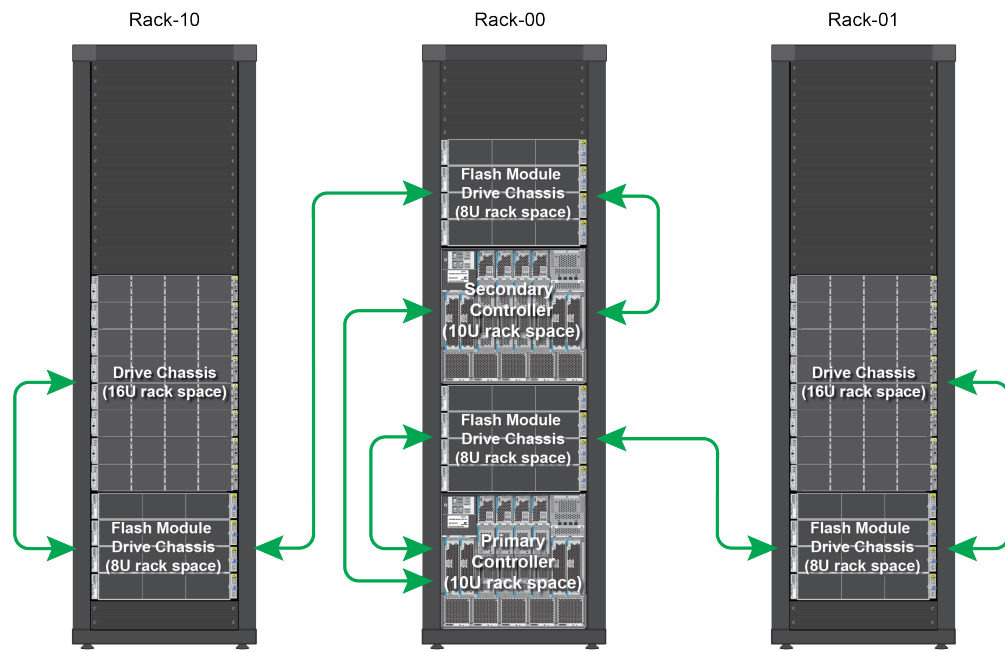 Rack-10
Rack-00
Rack-01
Drive Chassis
(16U rack space)
Flash Module
Drive Chassis
(8U rack space)
Flash Module
Drive Chassis
(8U rack space)
Secondary
Controller
(10U rack space)
Flash Module
Drive Chassis
(8U rack space)
Primary
Controller
(10U rack space)
Drive Chassis
(16U rack space)
Flash Module
Drive Chassis
(8U rack space)